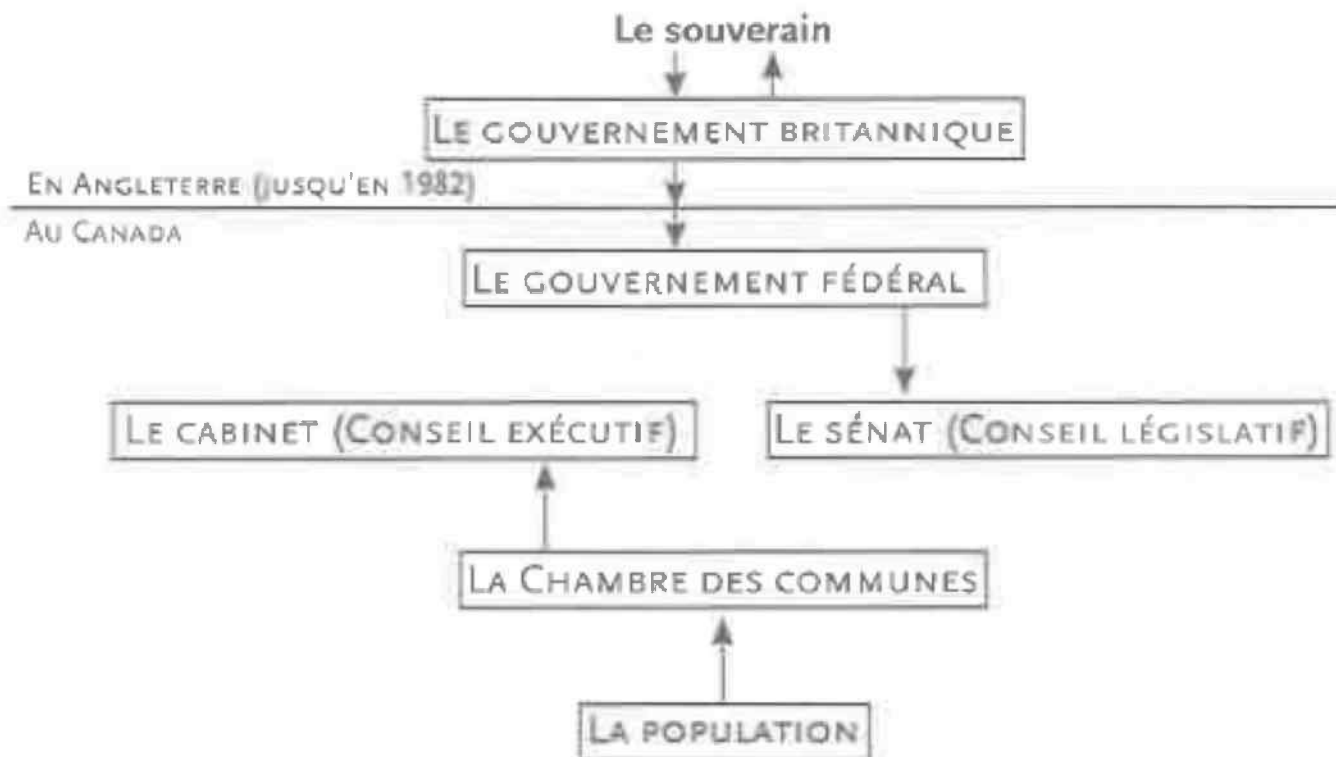 Le souverain
LE GOUVERNEMENT BRITANNIQUE
EN ANGLETERRE (JUSQU'EN 1982)
AU CANADA
LE GOUVERNEMENT FÉDÉRAL
LE CABINET (CONSEIL EXÉCUTIF)
LE SÉNAT (CONSEIL LÉGISLATIF)
LA CHAMBRE DES COMMUNES
LA POPULATION